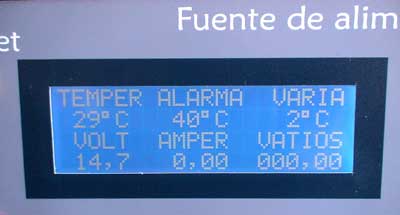 Fuente de alim
et
TEMPER ALARMA VARIA
29°C 40°C 2°C
VOLT AMPER VATIOS
14,7 0,00 000,00